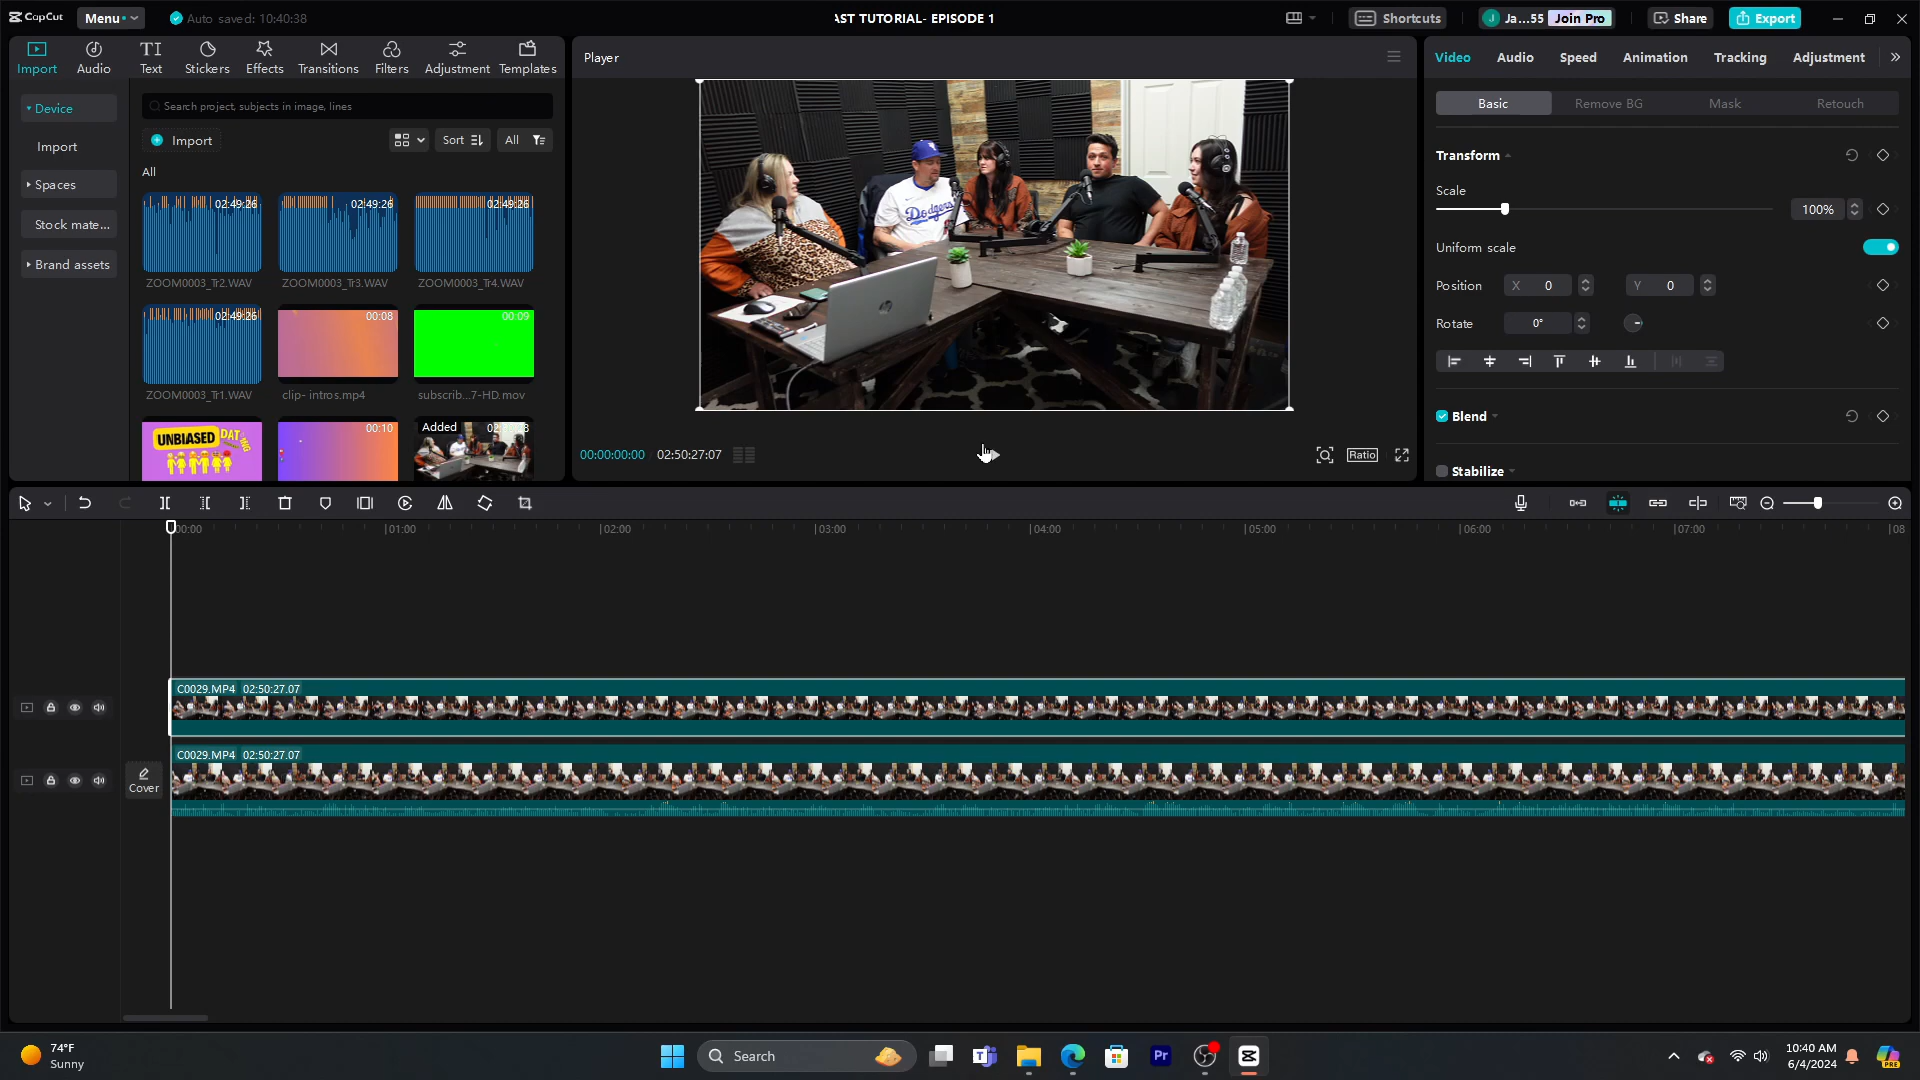 CapCut
Menu
Auto saved: 10:40:38
AST TUTORIAL- EPISODE 1
Shortcuts
J
Ja...55
Join Pro
Share
Export
Import
Audio
Text
Stickers
Effects
Transitions
Filters
Adjustment
Templates
Device
Import
Spaces
Stock mate...
Brand assets
Search project, subjects in image, lines
Import
Sort
All
All
02:49:26
02:49:26
02:49:26
ZOOM0003_Tr2.WAV
ZOOM0003_Tr3.WAV
ZOOM0003_Tr4.WAV
02:49:26
00:08
00:09
ZOOM0003_Tr1.WAV
clip- intros.mp4
subscrib...7-HD.mov
UNBIASED
00:10
Added
Player
Dodgers
hp
00:00:00:00
02:50:27:07
Ratio
Video
Audio
Speed
Animation
Tracking
Adjustment
Basic
Remove BG
Mask
Retouch
Transform
Scale
100%
Uniform scale
Position
X 0
Y 0
Rotate
0°
Blend
Stabilize
00:00
01:00
02:00
03:00
04:00
05:00
06:00
07:00
08
C0029.MP4 02:50:27:07
C0029.MP4 02:50:27:07
Cover
74°F
Sunny
Search
Pr
10:40 AM
6/4/2024
PRE